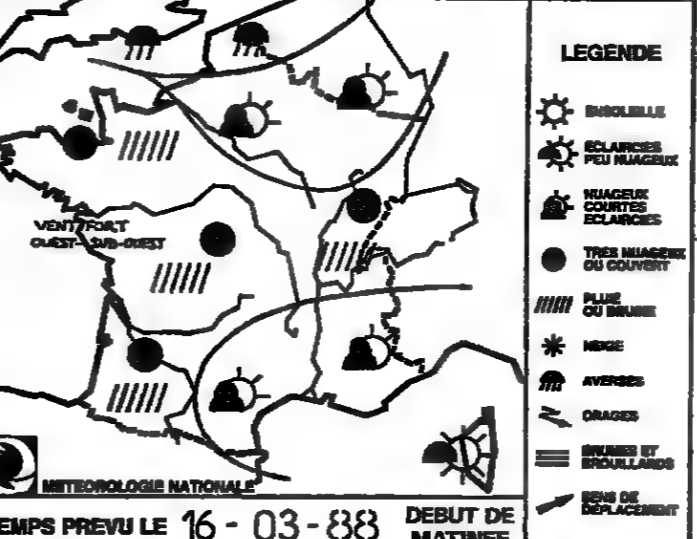 VENT FORT
OUEST-SUD-OUEST
METEOROLOGIE NATIONALE
TEMPS PREVU LE 16 - 03 - 88 DEBUT DE
MATINEE
LEGENDE
ENSOLEILLE
ECLAIRCIES
PEU NUAGEUX
NUAGEUX
COURTES
ECLAIRCIES
TRES NUAGEUX
OU COUVERT
PLUIE
OU BRUINE
NEIGE
AVERSES
ORAGES
BRUMES ET
BROUILLARDS
SENS DE
DEPLACEMENT